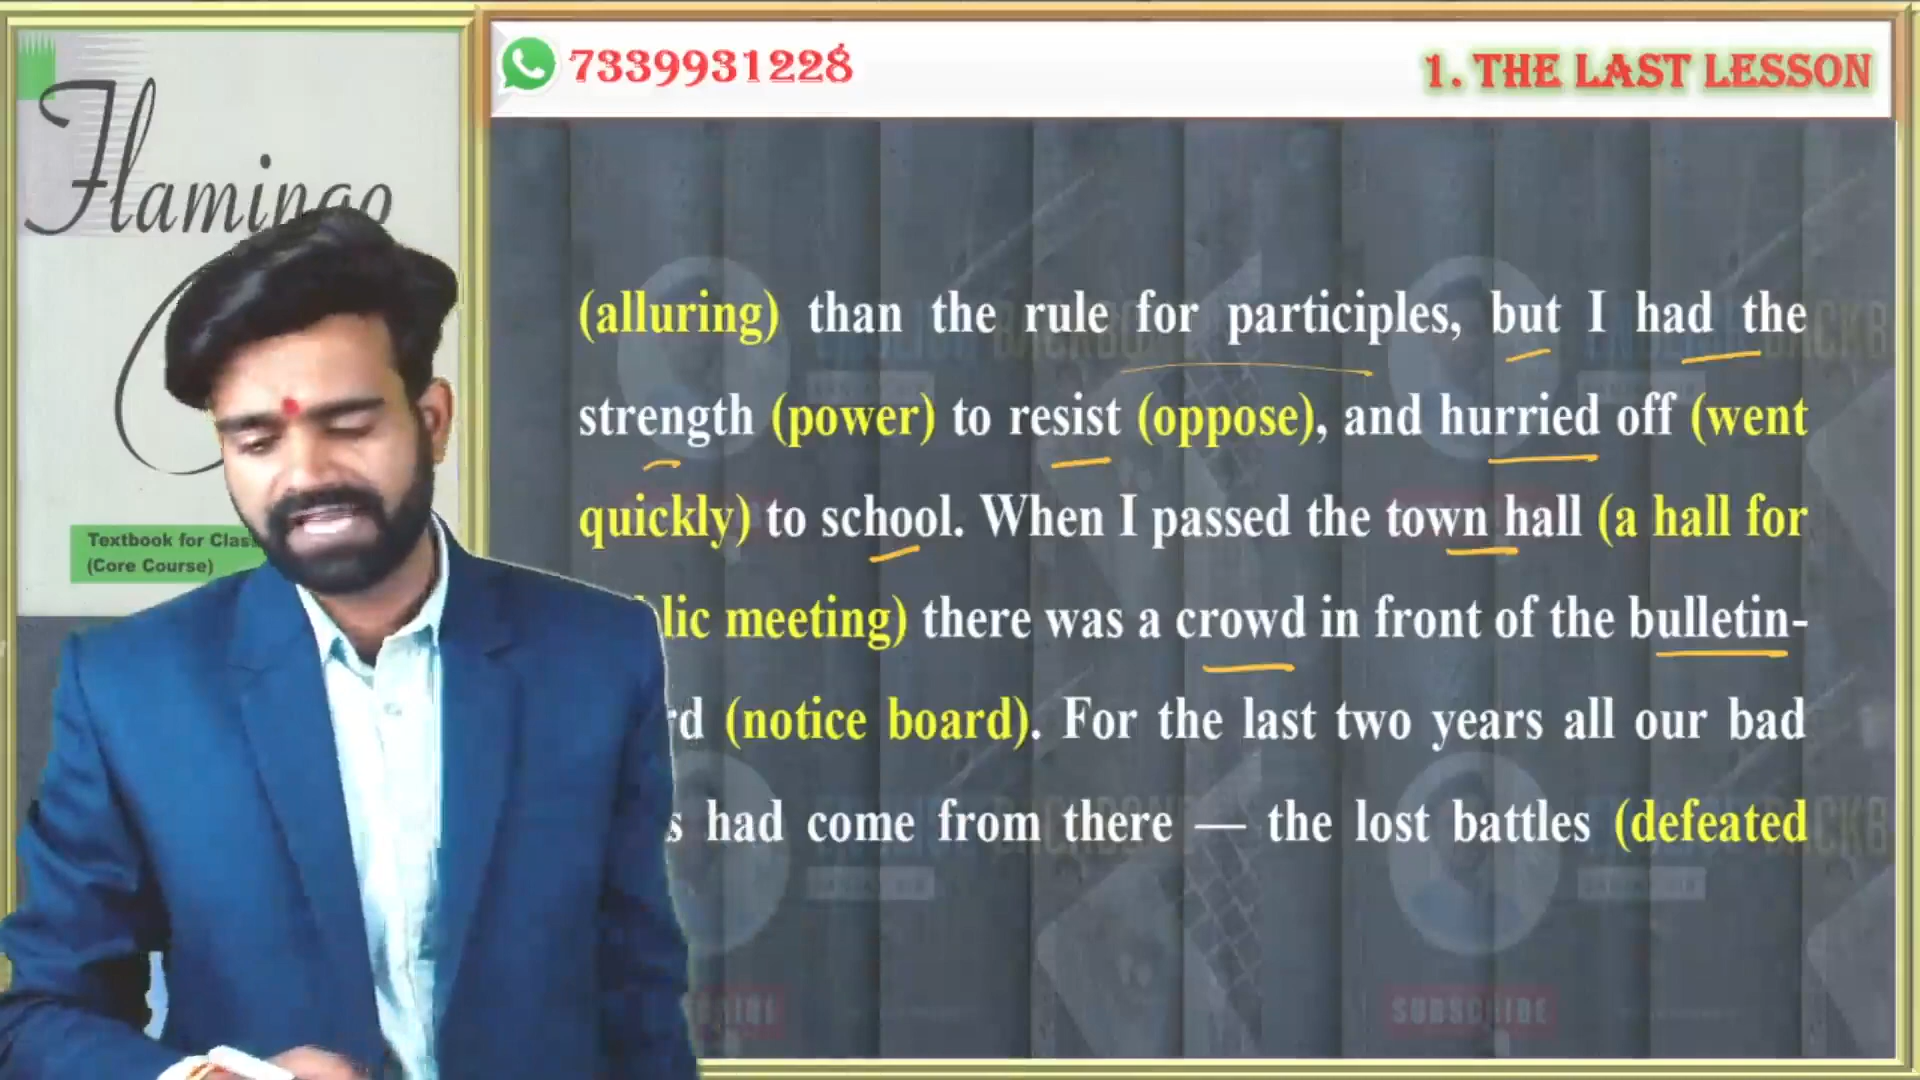 Flamingo
Textbook for Class
(Core Course)
7339931228
1. THE LAST LESSON
(alluring) than the rule for participles, but I had the
strength (power) to resist (oppose), and hurried off (went
quickly) to school. When I passed the town hall (a hall for
lic meeting) there was a crowd in front of the bulletin-
rd (notice board). For the last two years all our bad
s had come from there — the lost battles (defeated
SUBSCRIBE